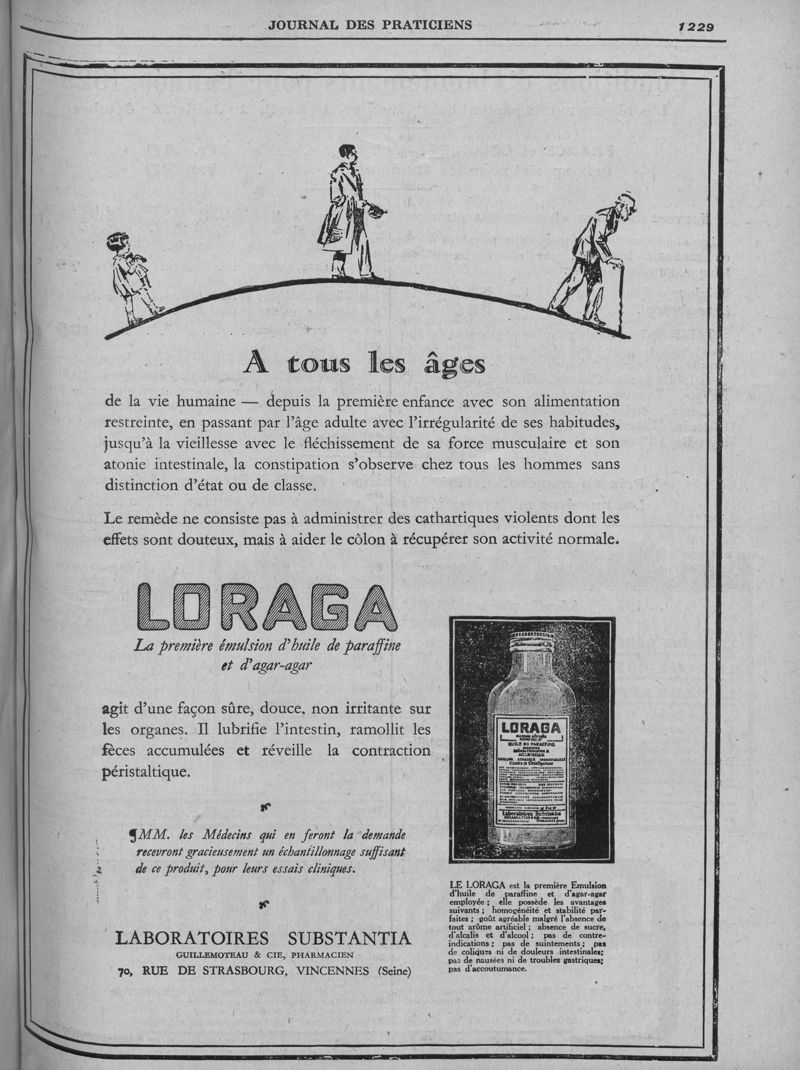 JOURNAL DES PRATICIENS
1229
A tous les âges
de la vie humaine — depuis la première enfance avec son alimentation
restreinte, en passant par l'âge adulte avec l'irrégularité de ses habitudes,
jusqu'à la vieillesse avec le fléchissement de sa force musculaire et son
atonie intestinale, la constipation s'observe chez tous les hommes sans
distinction d'état ou de classe.
Le remède ne consiste pas à administrer des cathartiques violents dont les
effets sont douteux, mais à aider le côlon à récupérer son activité normale.
LORAGA
La première émulsion d'huile de paraffine
et d'agar-agar
agit d'une façon sûre, douce, non irritante sur
les organes. Il lubrifie l'intestin, ramollit les
fèces accumulées et réveille la contraction
péristaltique.
¶MM. les Médecins qui en feront la demande
recevront gracieusement un échantillonnage suffisant
de ce produit, pour leurs essais cliniques.
LABORATOIRES SUBSTANTIA
GUILLEMOTEAU & CIE, PHARMACIEN
70, RUE DE STRASBOURG, VINCENNES (Seine)
LORAGA
HUILE DE PARAFFINE
Laboratoires Substantia
LE LORAGA est la première Emulsion
d'huile de paraffine et d'agar-agar
employée ; elle possède les avantages
suivants ; homogénéité et stabilité par-
faites ; goût agréable malgré l'absence de
tout arôme artificiel ; absence de sucre,
d'alcalis et d'alcool ; pas de contre-
indications ; pas de suintements ; pas
de coliques ni de douleurs intestinales;
pas de nausées ni de troubles gastriques;
pas d'accoutumance.